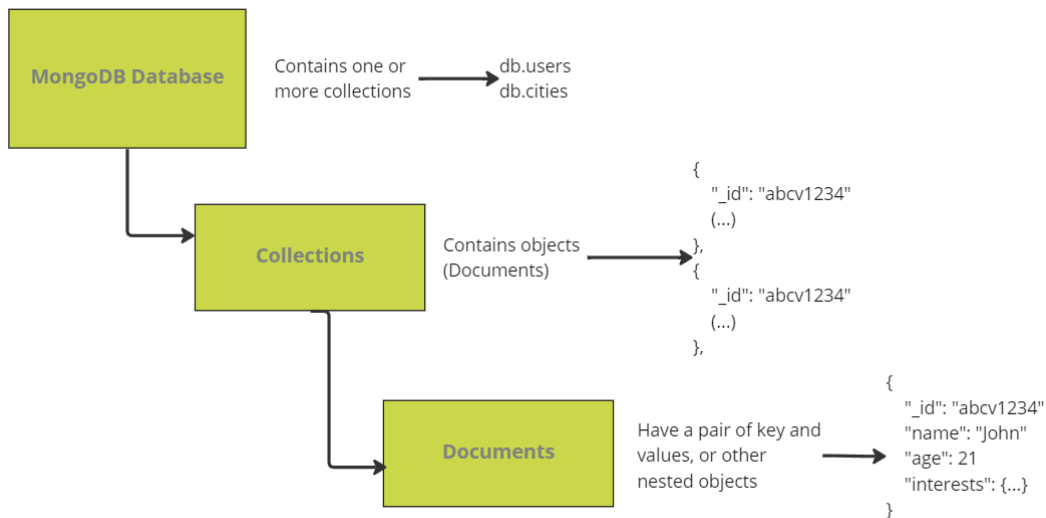 MongoDB Database
Contains one or
more collections
db.users
db.cities
Collections
Contains objects
(Documents)
{
"_id": "abcv1234"
(...)
},
{
"_id": "abcv1234"
(...)
},
Documents
Have a pair of key and
values, or other
nested objects
{
"_id": "abcv1234"
"name": "John"
"age": 21
"interests": {...}
}